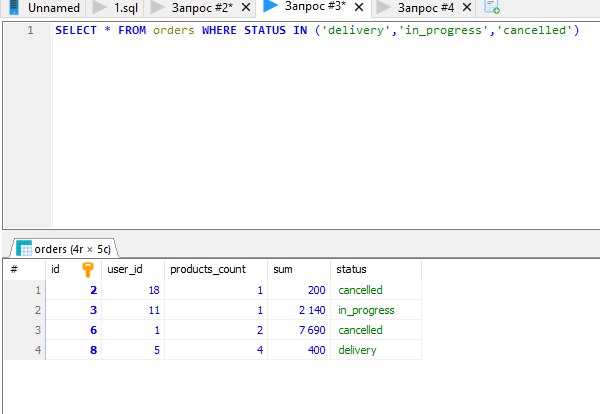 Unnamed 1.sql Запрос #2* Запрос #3* Запрос #4
1 SELECT * FROM orders WHERE STATUS IN ('delivery','in_progress','cancelled')
orders (4r × 5c)
# id user_id products_count sum status
1 2 18 1 200 cancelled
2 3 11 1 2 140 in_progress
3 6 1 2 7 690 cancelled
4 8 5 4 400 delivery